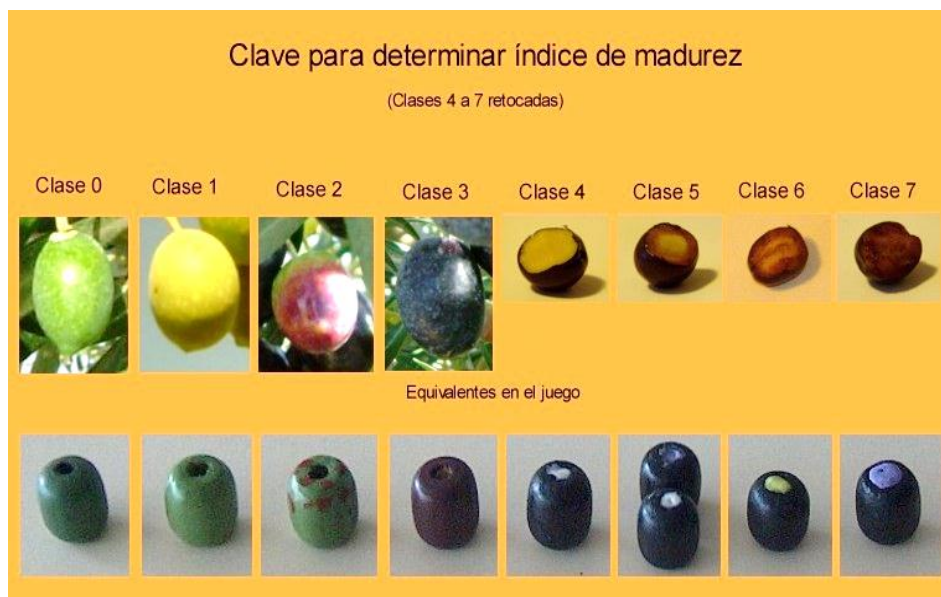 Clave para determinar índice de madurez
(Clases 4 a 7 retocadas)
Clase 0 Clase 1 Clase 2 Clase 3 Clase 4 Clase 5 Clase 6 Clase 7
Equivalentes en el juego